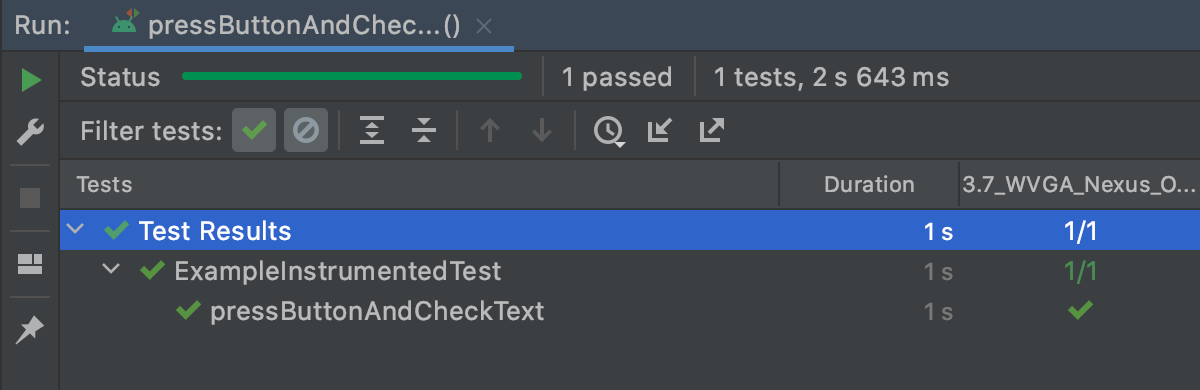 Run: pressButtonAndChec...()
Status 1 passed 1 tests, 2 s 643 ms
Filter tests:
Tests Duration 3.7_WVGA_Nexus_O...
Test Results 1 s 1/1
ExampleInstrumentedTest 1 s 1/1
pressButtonAndCheckText 1 s